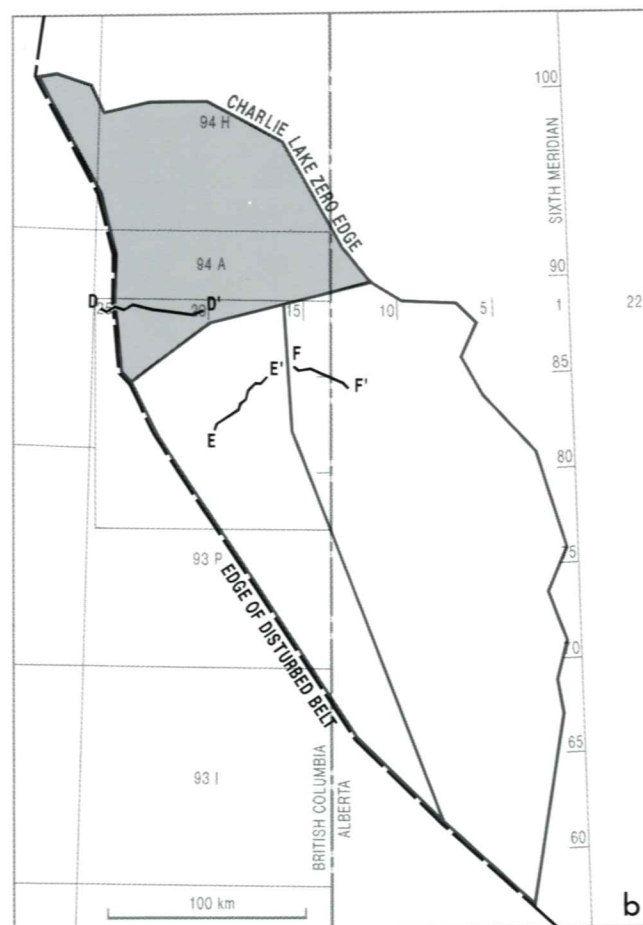 100
CHARLIE LAKE ZERO EDGE
94 H
SIXTH MERIDIAN
94 A
90
D
25
20
D'
15
10
5
1
22
E'
F
F'
85
E
80
93 P
75
EDGE OF DISTURBED BELT
70
65
93 I
BRITISH COLUMBIA
ALBERTA
60
100 km
b